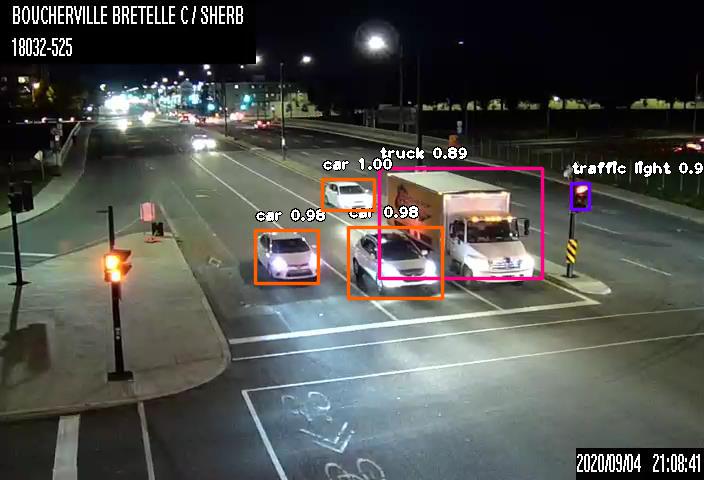 BOUCHERVILLE BRETELLE C / SHERB
18032-525
truck 0.89
car 1.00
traffic light 0.9
car 0.98
car 0.98
2020/09/04 21:08:41